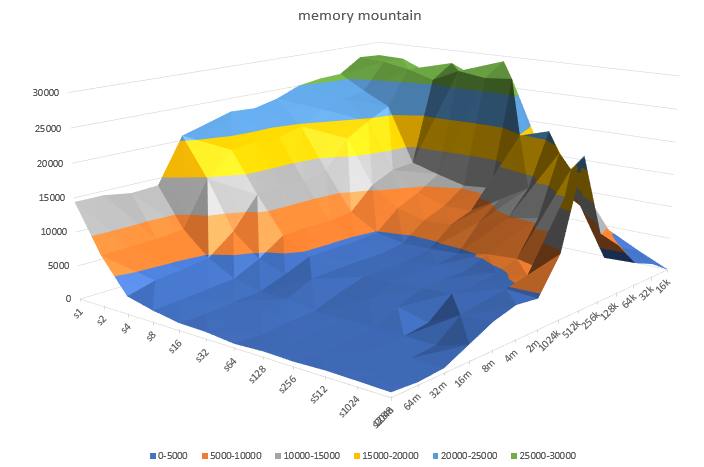 memory mountain
30000
25000
20000
15000
10000
5000
0
s1
s2
s4
s8
s16
s32
s64
s128
s256
s512
s1024
64m
32m
16m
8m
4m
2m
1024k
512k
256k
128k
64k
32k
16k
0-5000 5000-10000 10000-15000 15000-20000 20000-25000 25000-30000